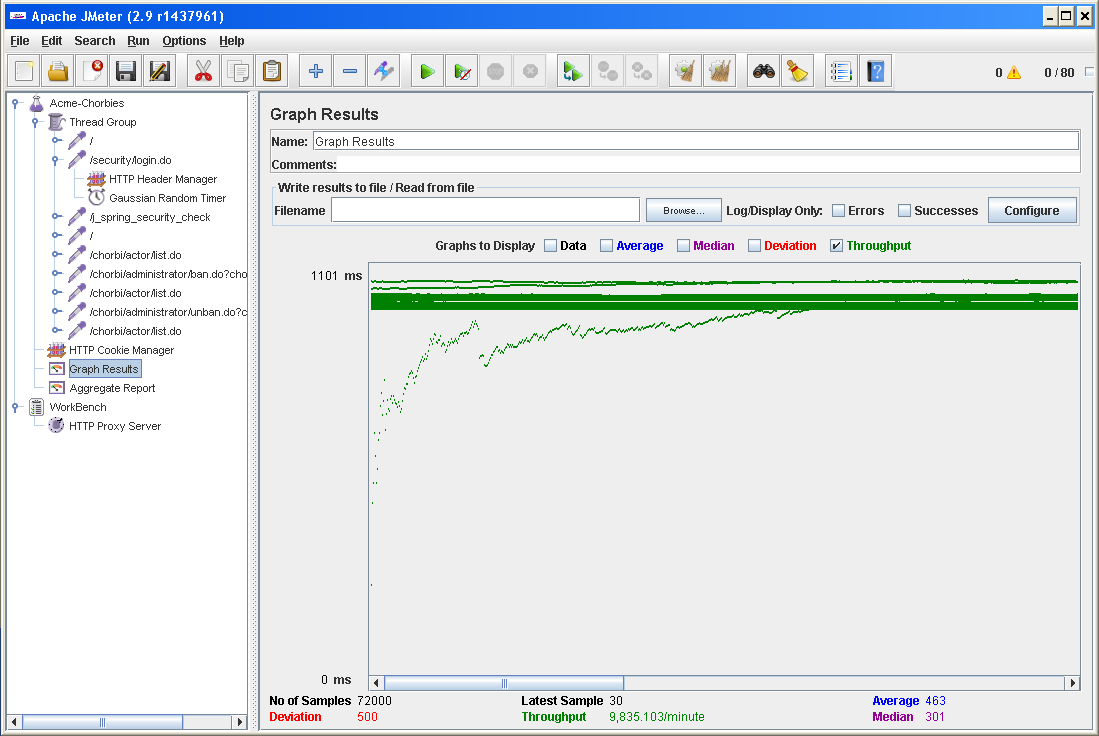 Apache JMeter (2.9 r1437961)
File Edit Search Run Options Help
0 0 / 80
Acme-Chorbies
Thread Group
/
/security/login.do
HTTP Header Manager
Gaussian Random Timer
/j_spring_security_check
/
/chorbi/actor/list.do
/chorbi/administrator/ban.do?cho
/chorbi/actor/list.do
/chorbi/administrator/unban.do?c
/chorbi/actor/list.do
HTTP Cookie Manager
Graph Results
Aggregate Report
WorkBench
HTTP Proxy Server
Graph Results
Name: Graph Results
Comments:
Write results to file / Read from file
Filename Browse... Log/Display Only: Errors Successes Configure
Graphs to Display Data Average Median Deviation Throughput
1101 ms
0 ms
No of Samples 72000 Latest Sample 30 Average 463
Deviation 500 Throughput 9,835.103/minute Median 301